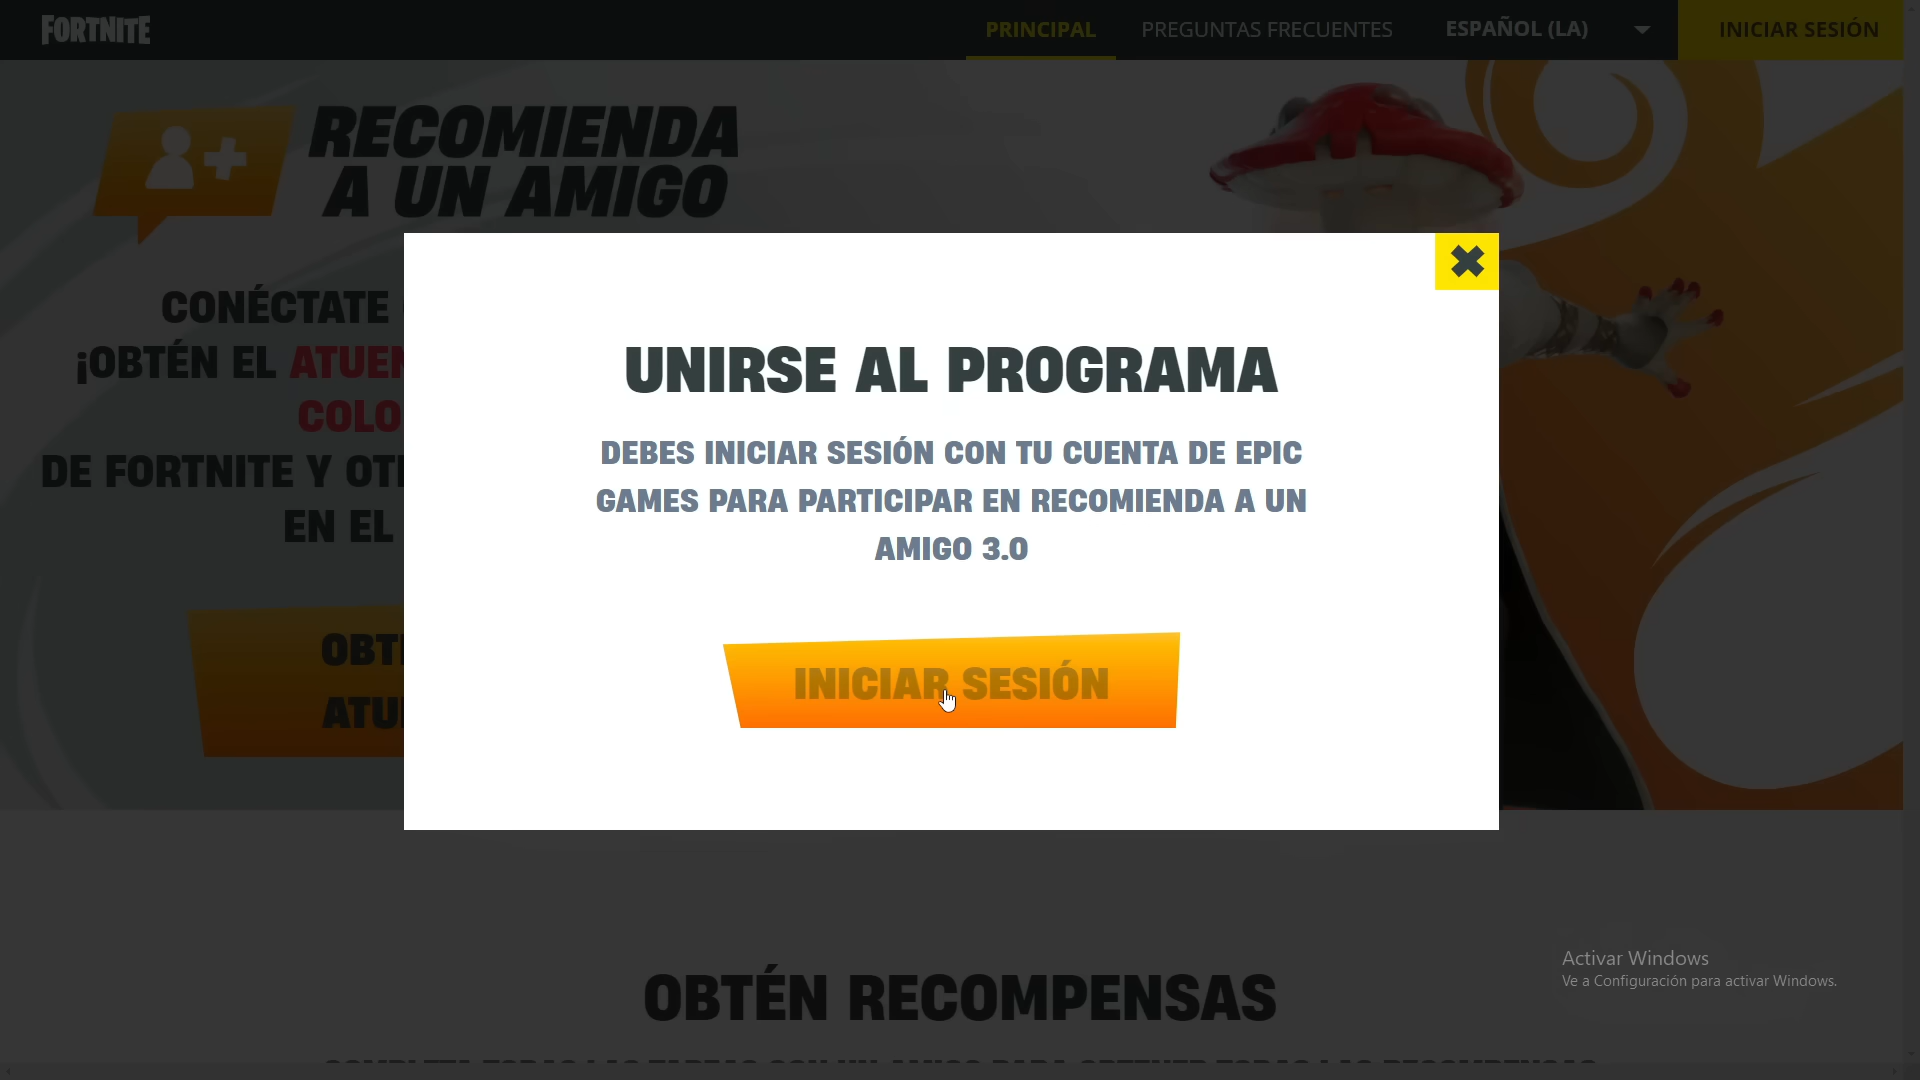 FORTNITE
PRINCIPAL
PREGUNTAS FRECUENTES
ESPAÑOL (LA)
INICIAR SESIÓN
RECOMIENDA
A UN AMIGO
CONÉCTATE
¡OBTÉN EL
DE FORTNITE Y
EN EL
UNIRSE AL PROGRAMA
DEBES INICIAR SESIÓN CON TU CUENTA DE EPIC
GAMES PARA PARTICIPAR EN RECOMIENDA A UN
AMIGO 3.0
INICIAR SESIÓN
OBTÉN RECOMPENSAS
Activar Windows
Ve a Configuración para activar Windows.